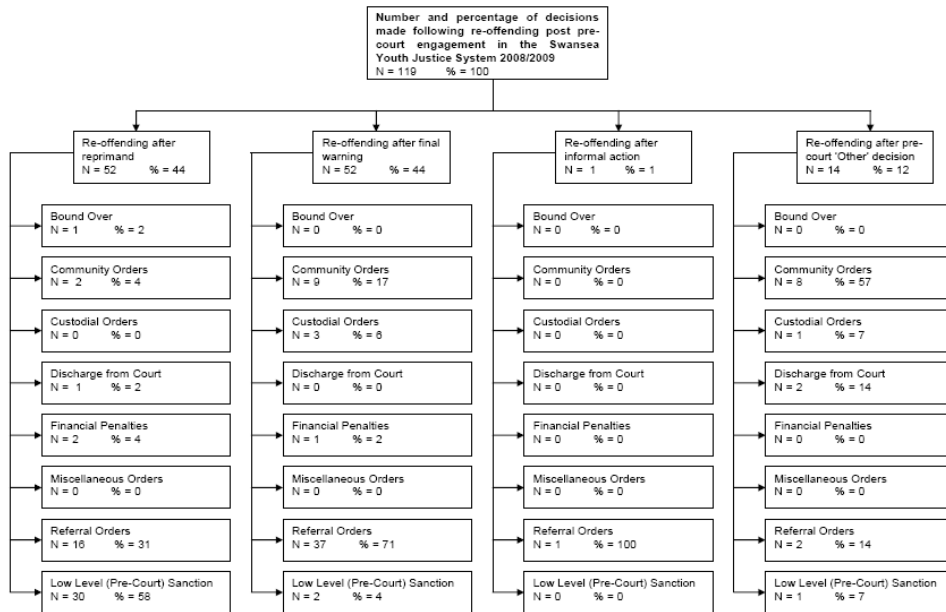 Number and percentage of decisions
made following re-offending post pre-
court engagement in the Swansea
Youth Justice System 2008/2009
N = 119 % = 100
Re-offending after
reprimand
N = 52 % = 44
Re-offending after final
warning
N = 52 % = 44
Re-offending after
informal action
N = 1 % = 1
Re-offending after pre-
court 'Other' decision
N = 14 % = 12
Bound Over
N = 1 % = 2
Bound Over
N = 0 % = 0
Bound Over
N = 0 % = 0
Bound Over
N = 0 % = 0
Community Orders
N = 2 % = 4
Community Orders
N = 9 % = 17
Community Orders
N = 0 % = 0
Community Orders
N = 8 % = 57
Custodial Orders
N = 0 % = 0
Custodial Orders
N = 3 % = 6
Custodial Orders
N = 0 % = 0
Custodial Orders
N = 1 % = 7
Discharge from Court
N = 1 % = 2
Discharge from Court
N = 0 % = 0
Discharge from Court
N = 0 % = 0
Discharge from Court
N = 2 % = 14
Financial Penalties
N = 2 % = 4
Financial Penalties
N = 1 % = 2
Financial Penalties
N = 0 % = 0
Financial Penalties
N = 0 % = 0
Miscellaneous Orders
N = 0 % = 0
Miscellaneous Orders
N = 0 % = 0
Miscellaneous Orders
N = 0 % = 0
Miscellaneous Orders
N = 0 % = 0
Referral Orders
N = 16 % = 31
Referral Orders
N = 37 % = 71
Referral Orders
N = 1 % = 100
Referral Orders
N = 2 % = 14
Low Level (Pre-Court) Sanction
N = 30 % = 58
Low Level (Pre-Court) Sanction
N = 2 % = 4
Low Level (Pre-Court) Sanction
N = 0 % = 0
Low Level (Pre-Court) Sanction
N = 1 % = 7